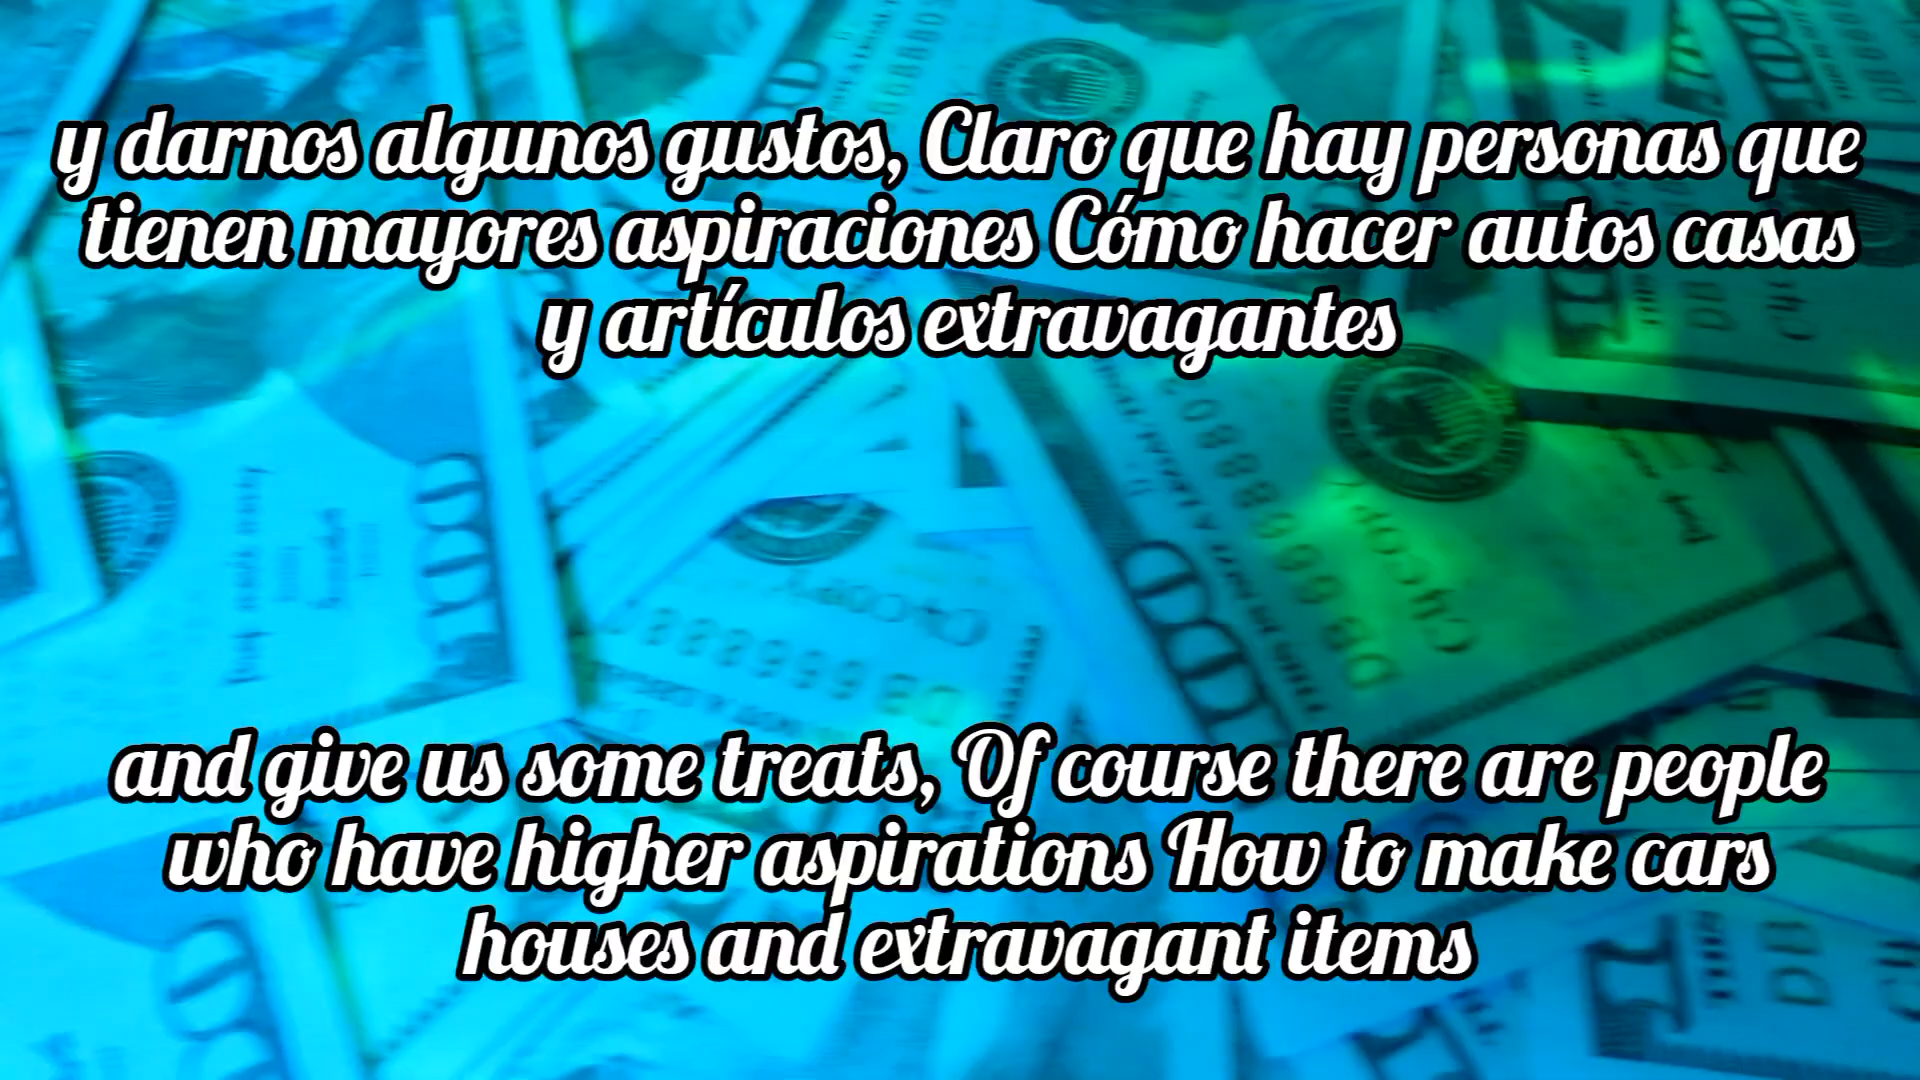 y darnos algunos gustos, Claro que hay personas que
tienen mayores aspiraciones Cómo hacer autos casas
y artículos extravagantes
and give us some treats, Of course there are people
who have higher aspirations How to make cars
houses and extravagant items